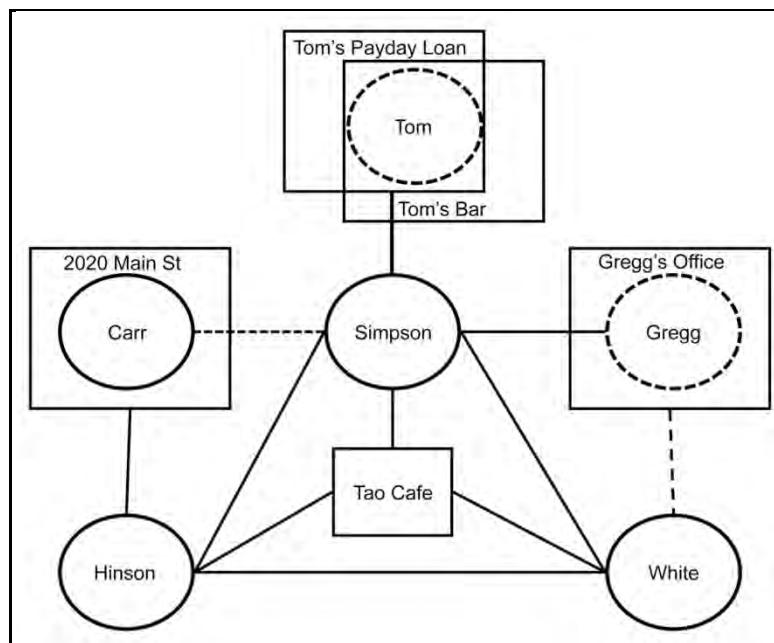 Tom's Payday Loan
Tom
Tom's Bar
2020 Main St
Gregg's Office
Carr
Simpson
Gregg
Tao Cafe
Hinson
White